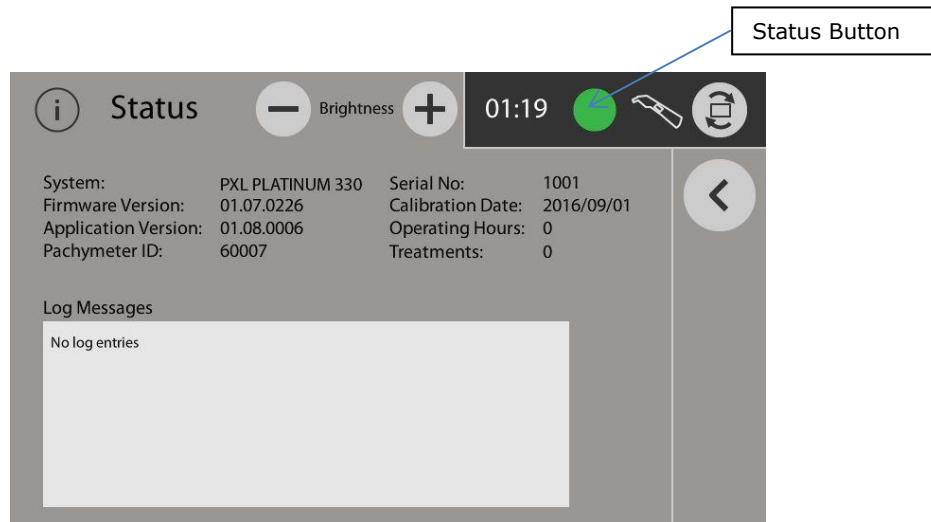 Status Button
i Status Brightness 01:19
System: PXL PLATINUM 330 Serial No: 1001
Firmware Version: 01.07.0226 Calibration Date: 2016/09/01
Application Version: 01.08.0006 Operating Hours: 0
Pachymeter ID: 60007 Treatments: 0
Log Messages
No log entries